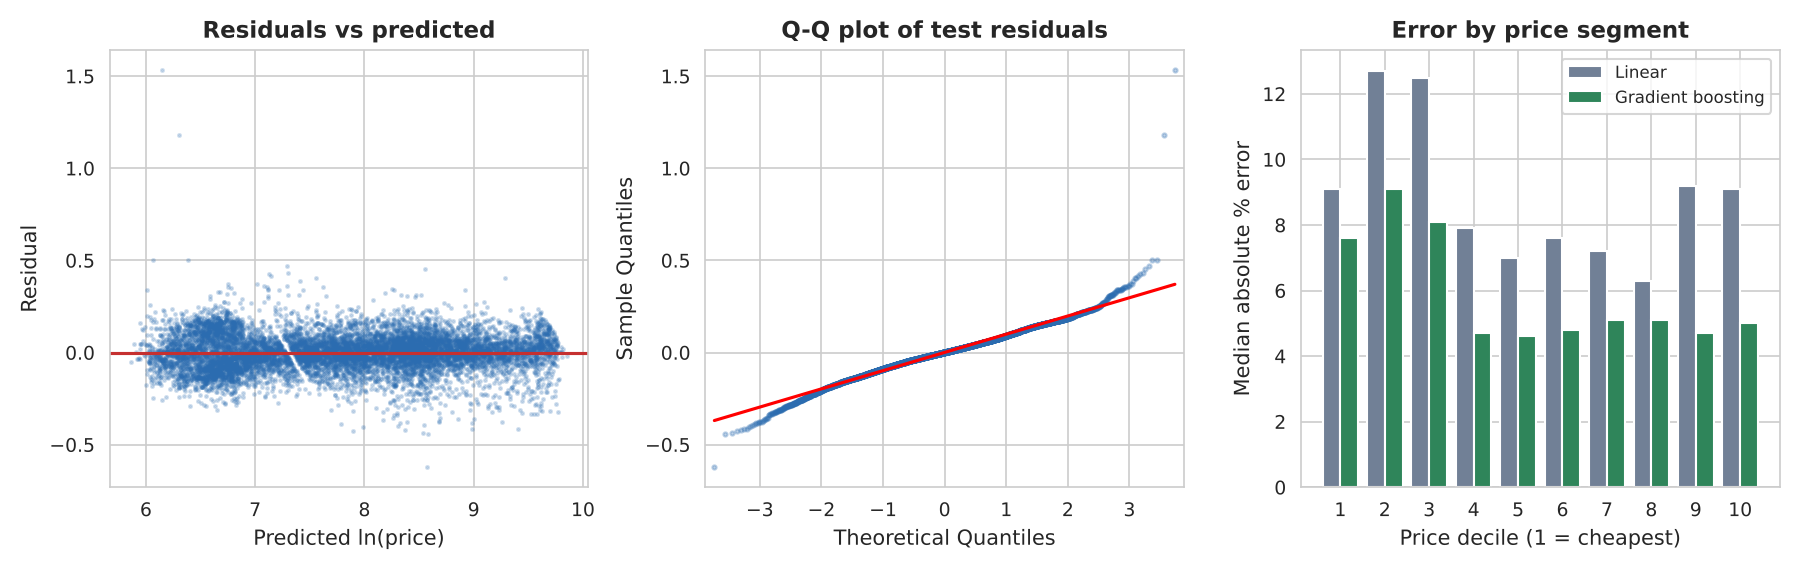 Residuals vs predicted
1.5
1.0
0.5
0.0
−0.5
Residual
6 7 8 9 10
Predicted ln(price)
Q-Q plot of test residuals
1.5
1.0
0.5
0.0
−0.5
Sample Quantiles
−3 −2 −1 0 1 2 3
Theoretical Quantiles
Error by price segment
Linear
Gradient boosting
12
10
8
6
4
2
0
Median absolute % error
1 2 3 4 5 6 7 8 9 10
Price decile (1 = cheapest)